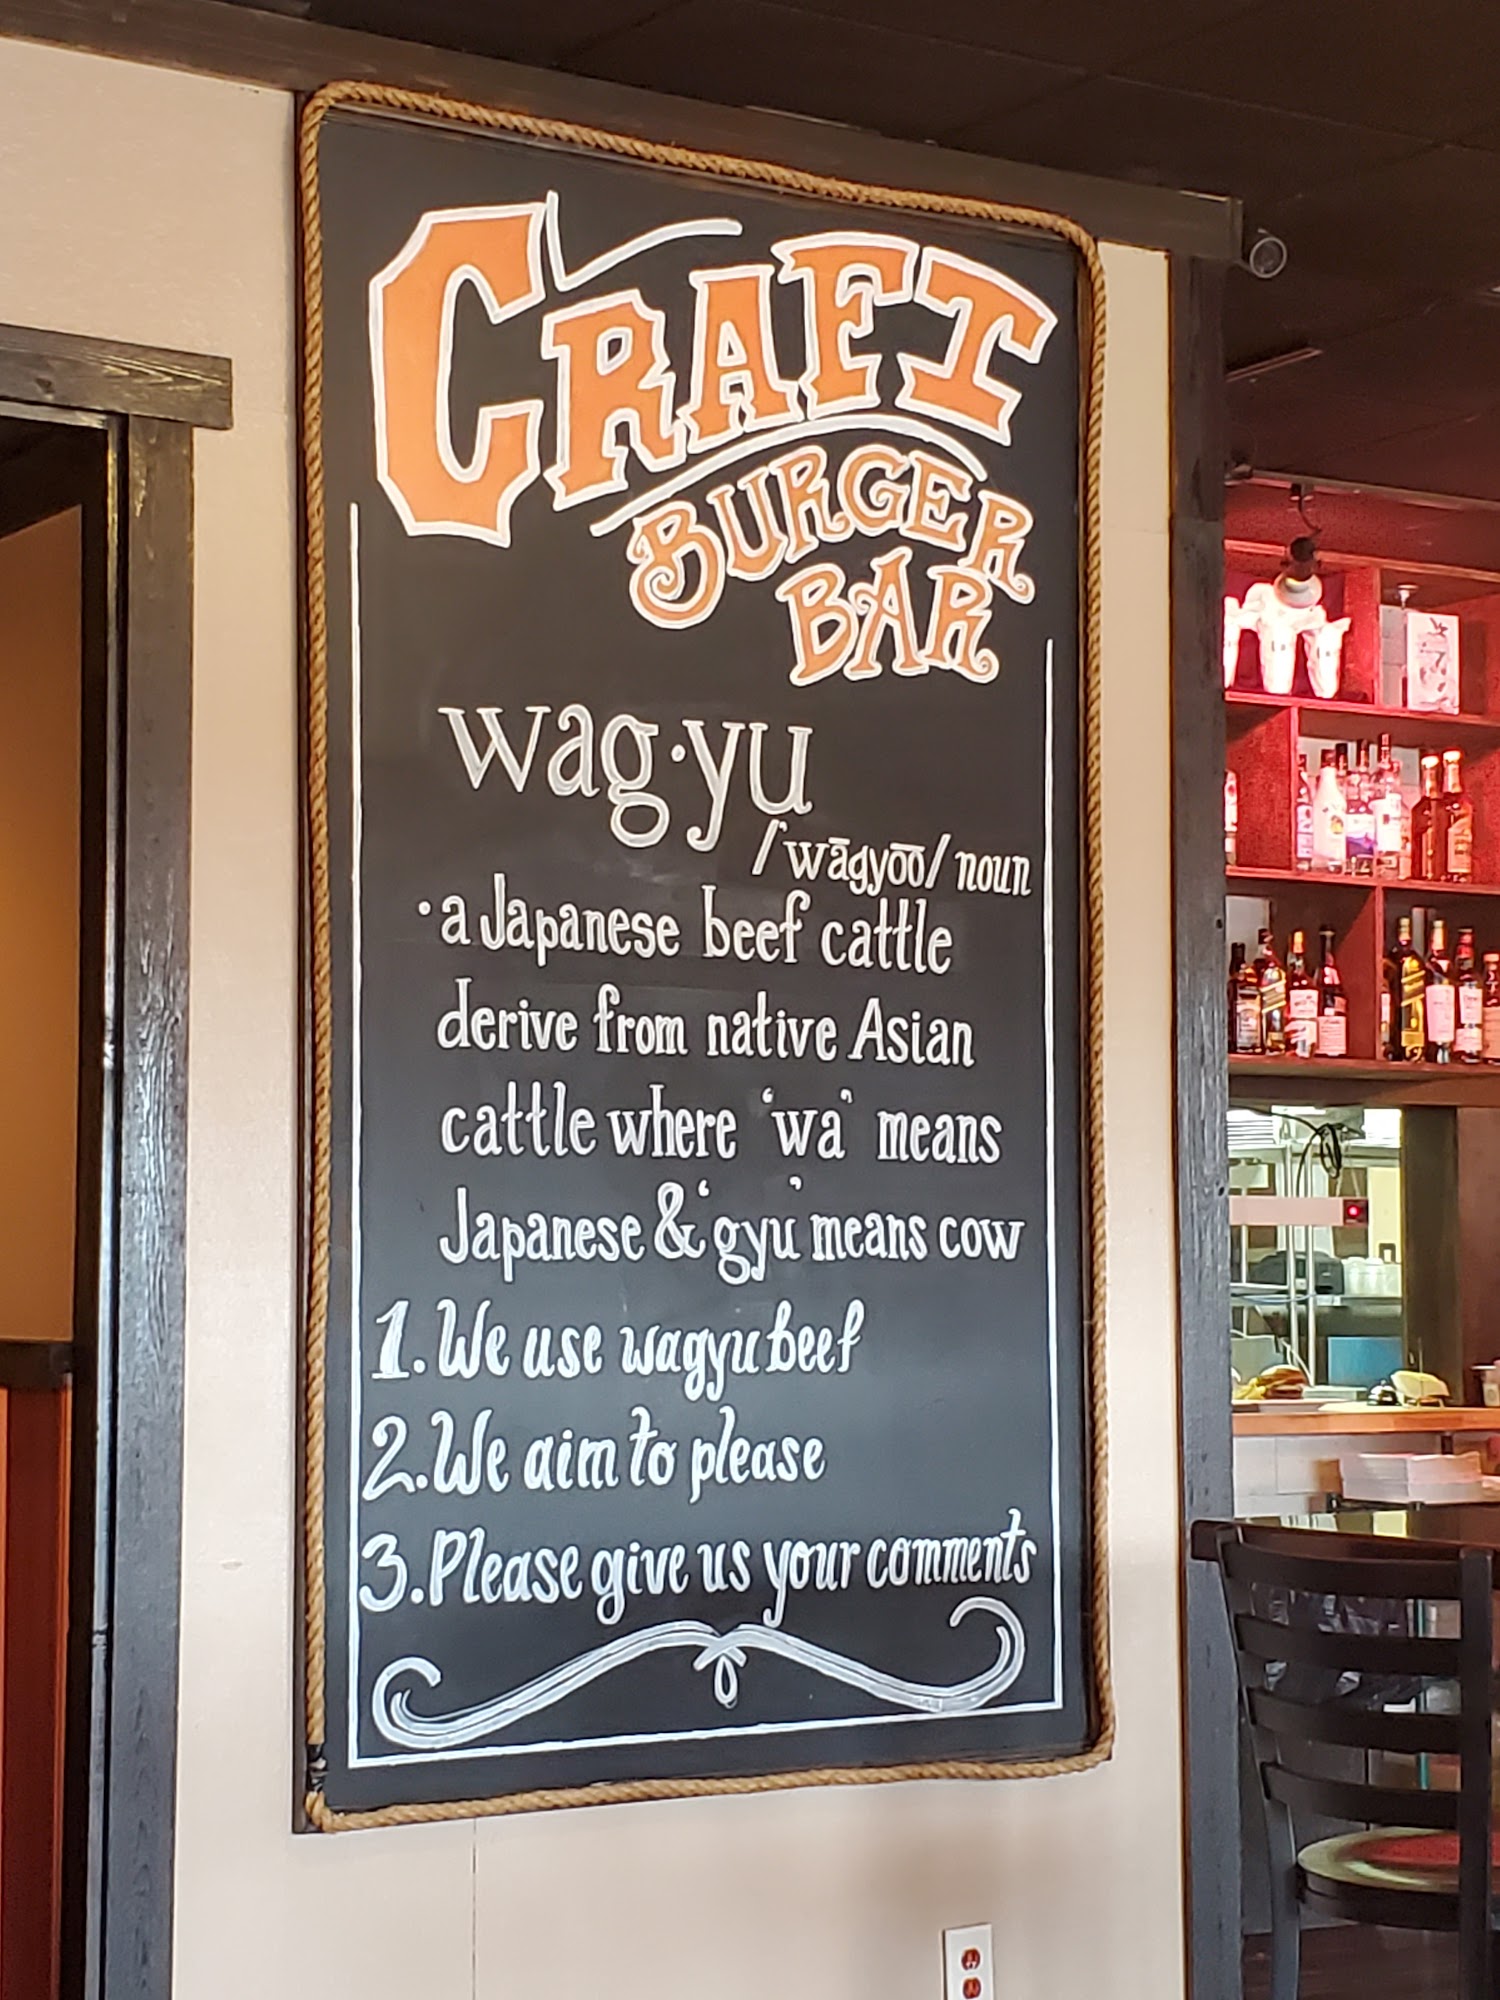 CRAFT
BURGER
BAR
wag·yu
/'wāgyōō/ noun
· a Japanese beef cattle
derive from native Asian
cattle where 'wa' means
Japanese & 'gyu' means cow
1. We use wagyu beef
2. We aim to please
3. Please give us your comments